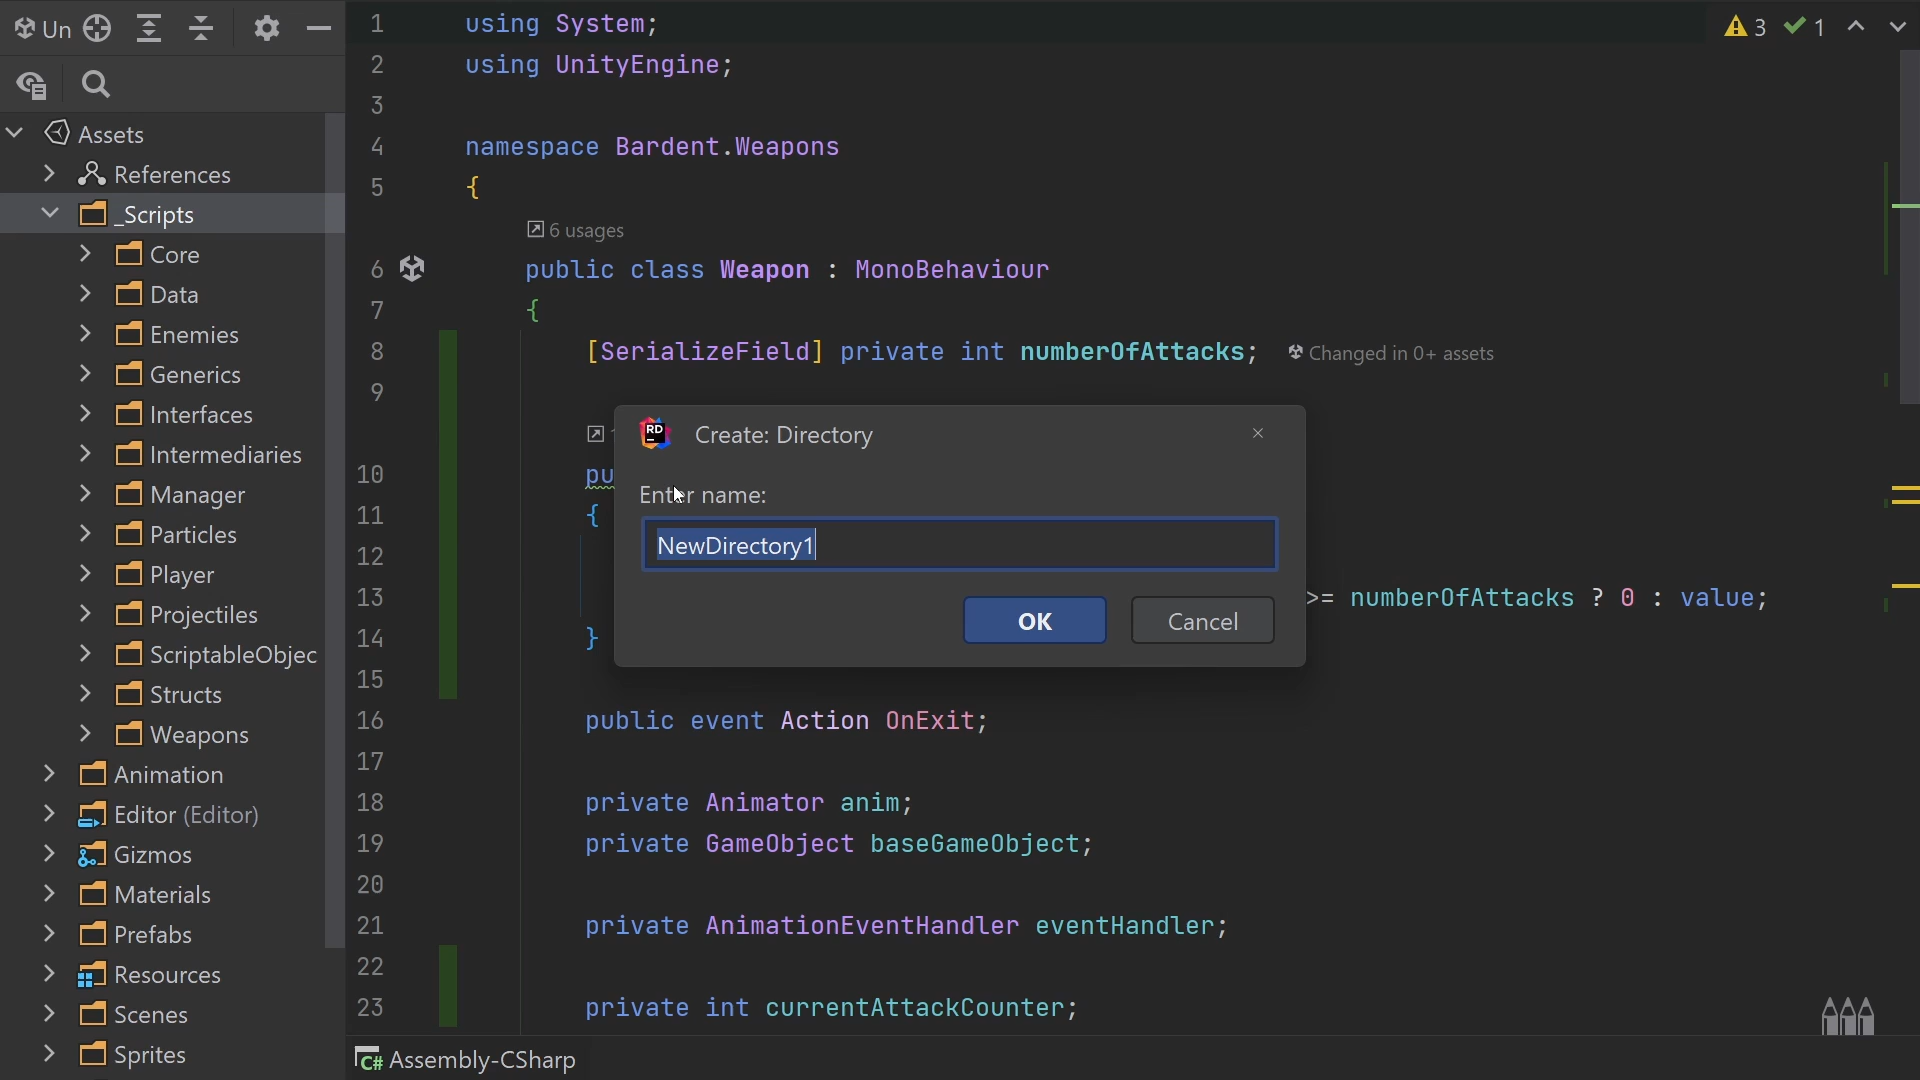 Un
Assets
References
_Scripts
Core
Data
Enemies
Generics
Interfaces
Intermediaries
Manager
Particles
Player
Projectiles
ScriptableObjec
Structs
Weapons
Animation
Editor (Editor)
Gizmos
Materials
Prefabs
Resources
Scenes
Sprites
1 using System;
2 using UnityEngine;
3
4 namespace Bardent.Weapons
5 {
6 usages
6 public class Weapon : MonoBehaviour
7 {
8 [SerializeField] private int numberOfAttacks; Changed in 0+ assets
9
10 pu
11 {
12
13 >= numberOfAttacks ? 0 : value;
14 }
15
16 public event Action OnExit;
17
18 private Animator anim;
19 private GameObject baseGameObject;
20
21 private AnimationEventHandler eventHandler;
22
23 private int currentAttackCounter;
3 1
RD
Create: Directory
Enter name:
NewDirectory1
OK Cancel
C# Assembly-CSharp